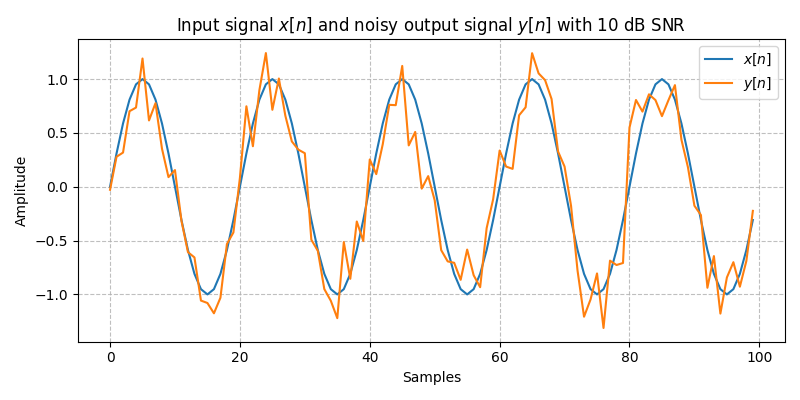 Input signal x[n] and noisy output signal y[n] with 10 dB SNR
Amplitude
1.0
0.5
0.0
−0.5
−1.0
x[n]
y[n]
0 20 40 60 80 100
Samples